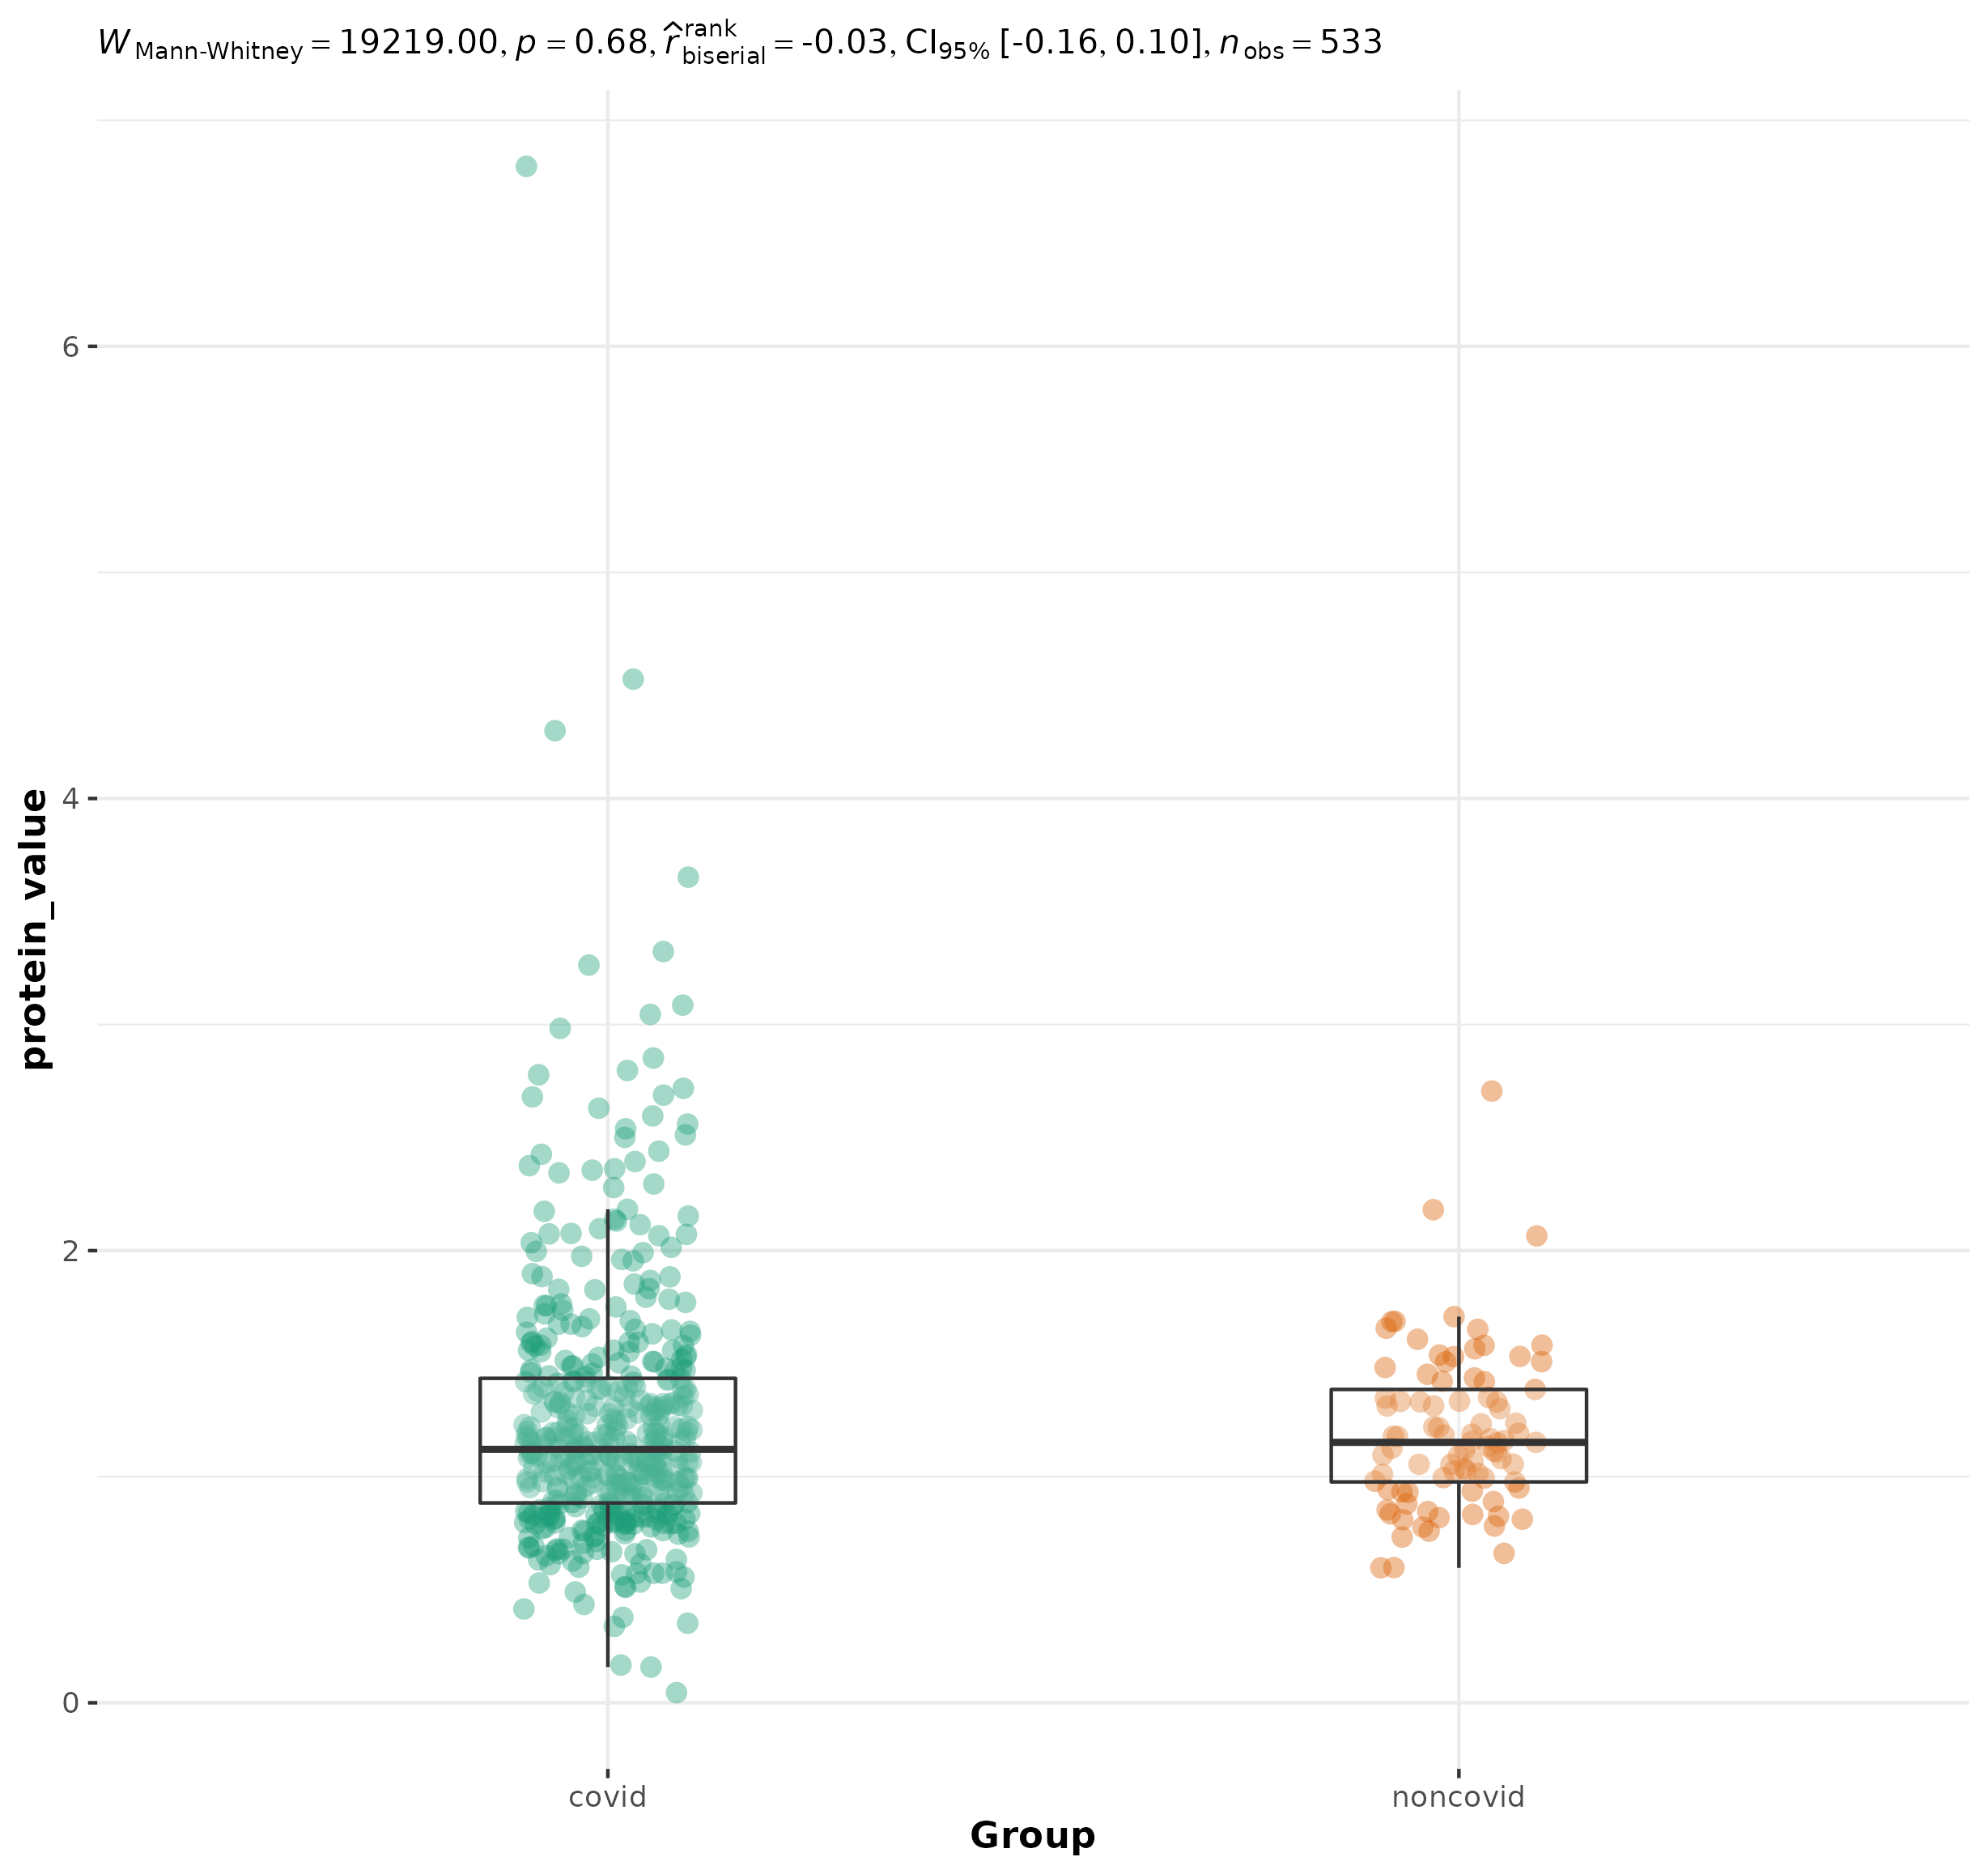 W Mann-Whitney = 19219.00, p = 0.68, r̂ rank biserial = -0.03, CI95% [-0.16, 0.10], n obs = 533
6
4
2
0
protein_value
covid
noncovid
Group